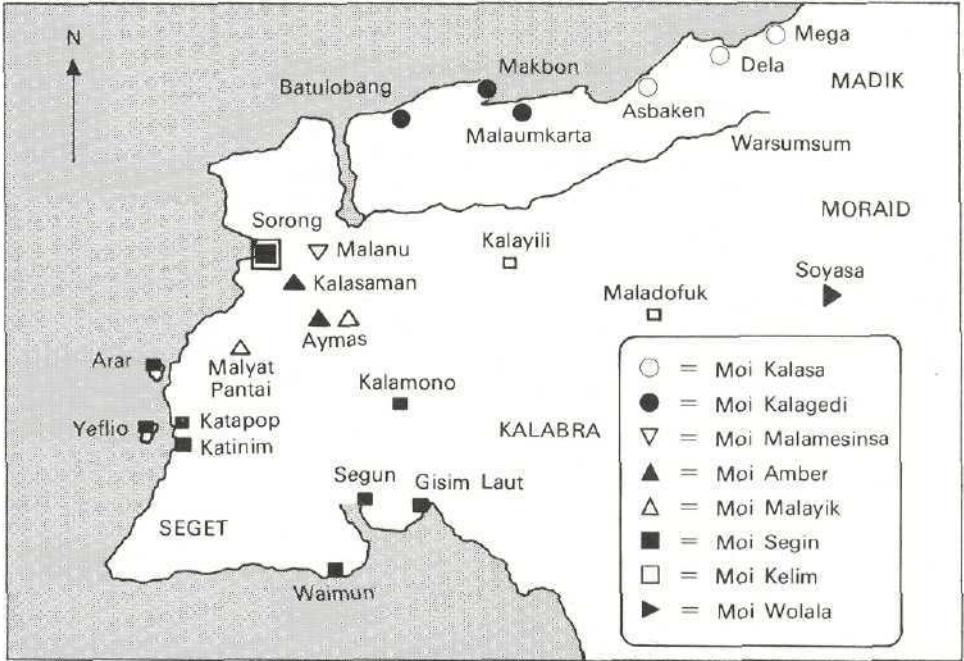 N
Mega
Dela
Makbon
MADIK
Batulobang
Asbaken
Malaumkarta
Warsumsum
MORAID
Sorong
Malanu
Kalayili
Soyasa
Kalasaman
Maladofuk
Aymas
Arar
Malyat
Pantai
Kalamono
Yeflio
Katapop
KALABRA
Katinim
Segun
Gisim Laut
SEGET
Waimun
= Moi Kalasa
= Moi Kalagedi
= Moi Malamesinsa
= Moi Amber
= Moi Malayik
= Moi Segin
= Moi Kelim
= Moi Wolala